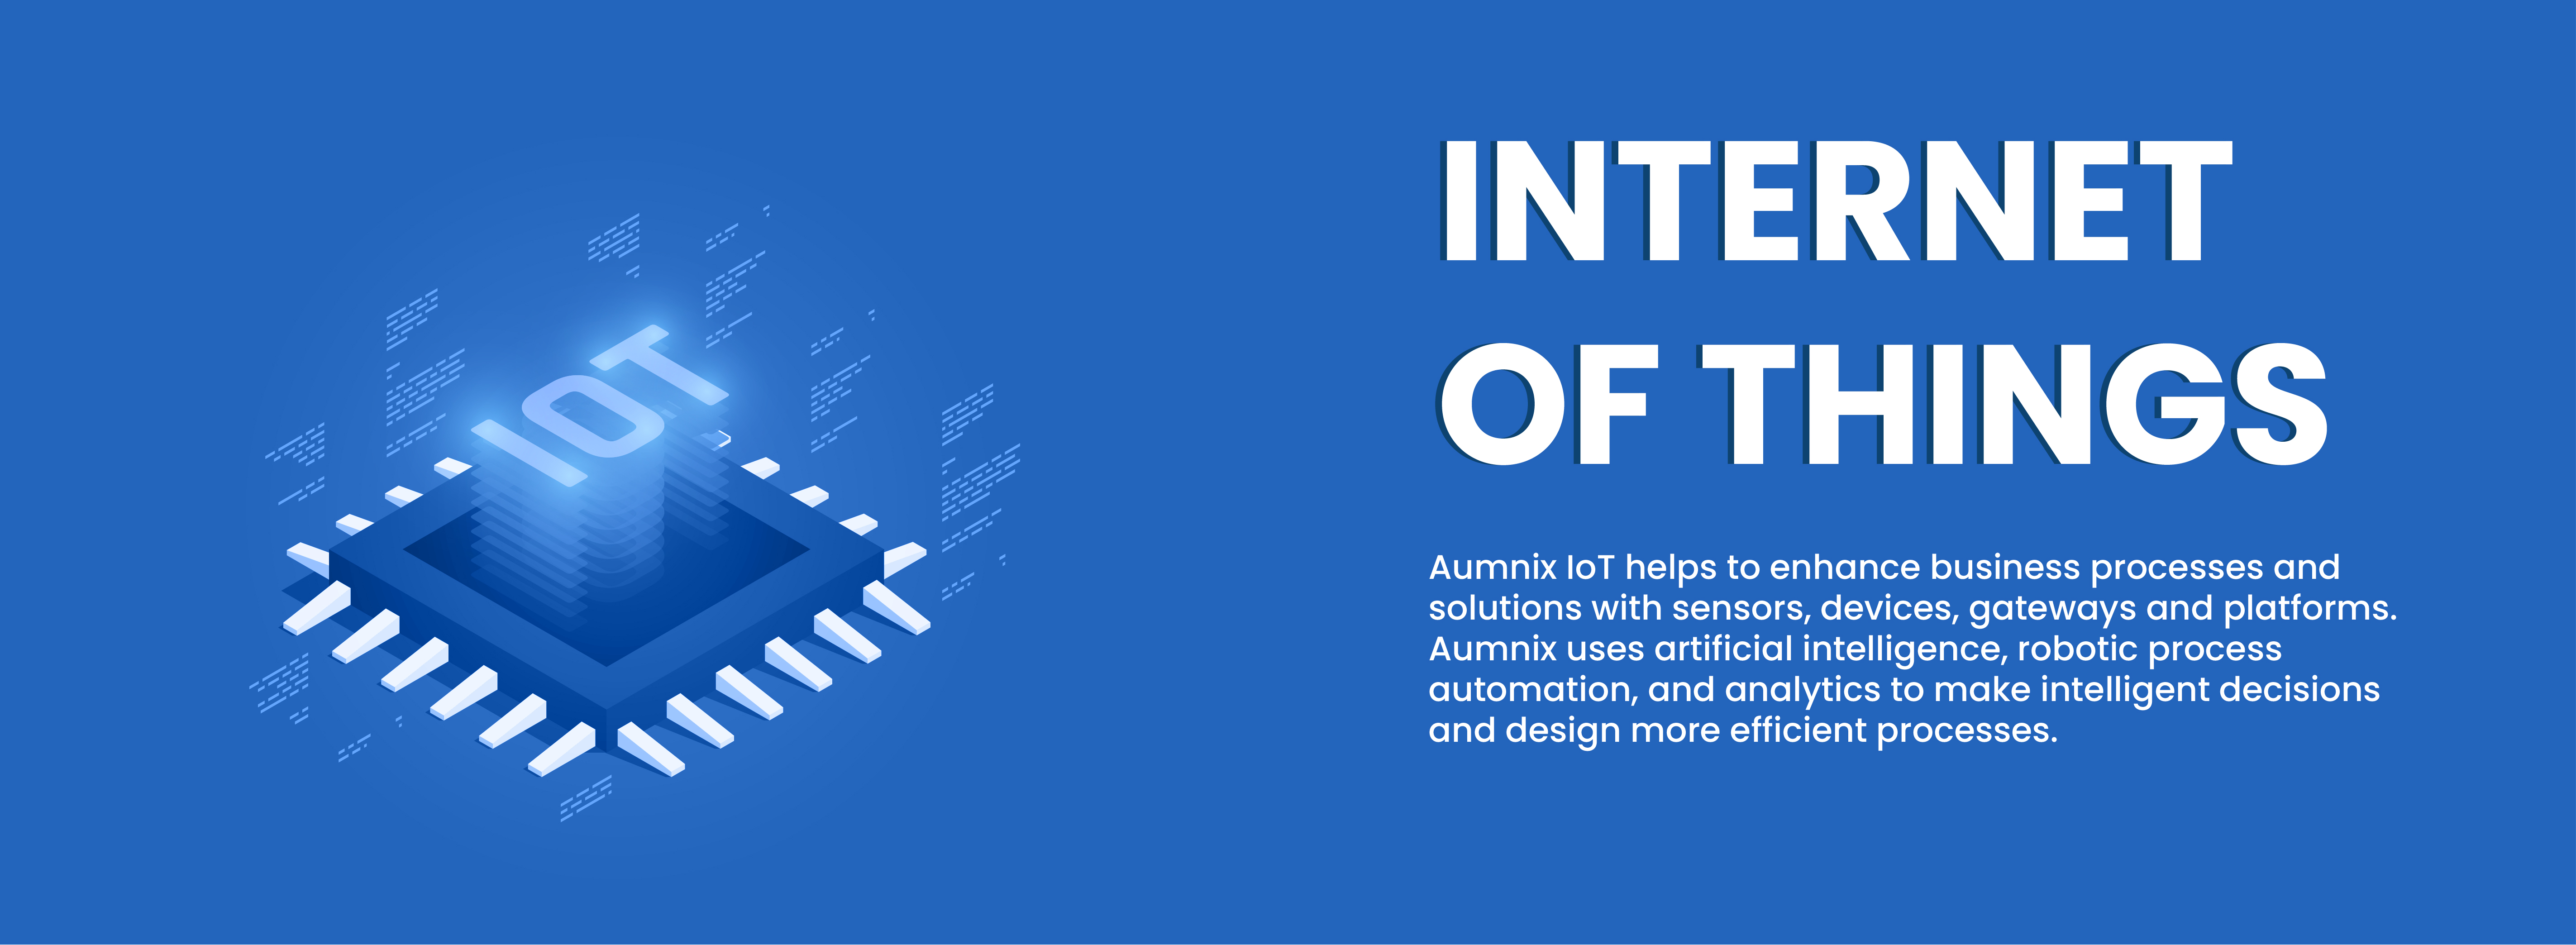 IOT
INTERNET
OF THINGS
Aumnix IoT helps to enhance business processes and
solutions with sensors, devices, gateways and platforms.
Aumnix uses artificial intelligence, robotic process
automation, and analytics to make intelligent decisions
and design more efficient processes.